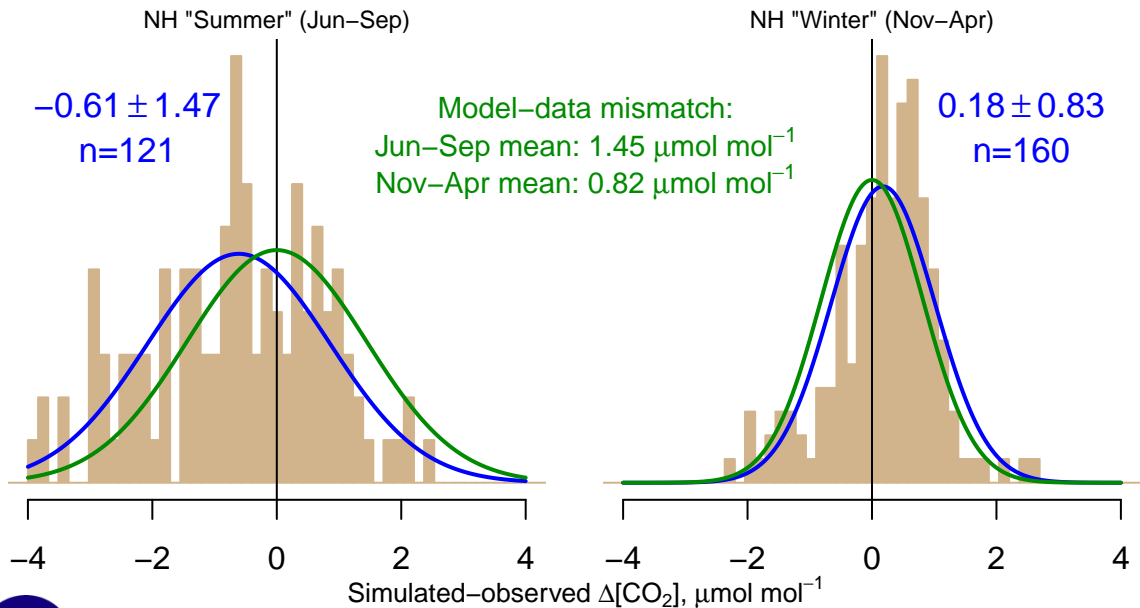 NH "Summer" (Jun−Sep)
NH "Winter" (Nov−Apr)
−0.61 ± 1.47
n=121
Model−data mismatch:
Jun−Sep mean: 1.45 μmol mol⁻¹
Nov−Apr mean: 0.82 μmol mol⁻¹
0.18 ± 0.83
n=160
−4 −2 0 2 4
−4 −2 0 2 4
Simulated−observed Δ[CO₂], μmol mol⁻¹